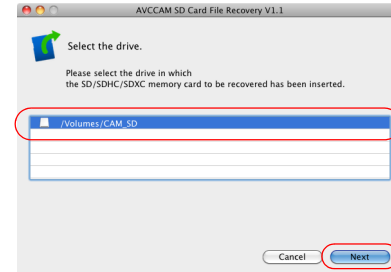 AVCCAM SD Card File Recovery V1.1
Select the drive.
Please select the drive in which
the SD/SDHC/SDXC memory card to be recovered has been inserted.
/Volumes/CAM_SD
Cancel
Next